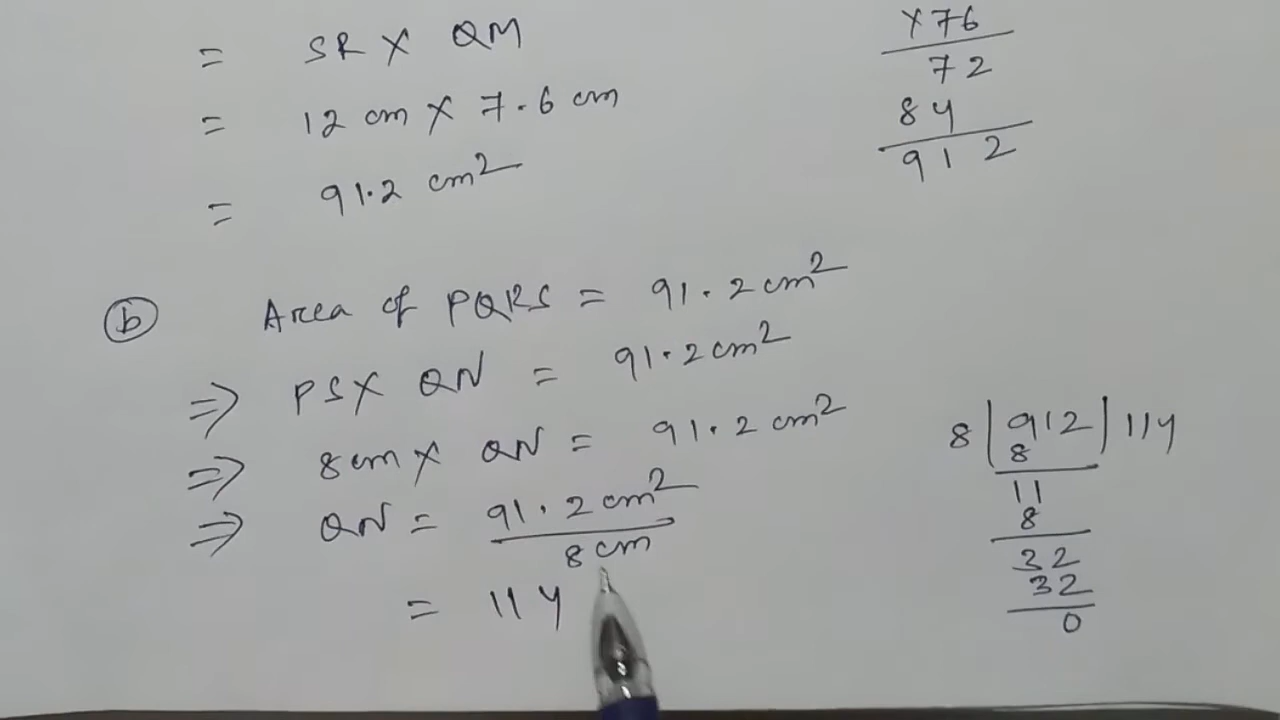 = SR × QM
= 12 cm × 7.6 cm
= 91.2 cm²
×76
72
84
912
(b) Area of PQRS = 91.2 cm²
⇒ PS × QN = 91.2 cm²
⇒ 8 cm × QN = 91.2 cm²
⇒ QN = 91.2 cm²
8 cm
= 114
8 | 912 | 114
8
11
8
32
32
0